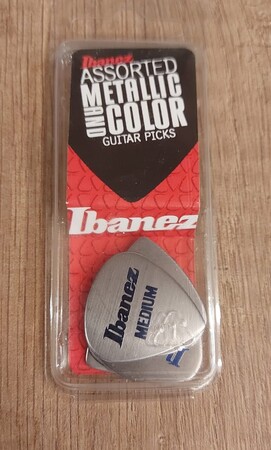 Ibanez
ASSORTED
METALLIC
AND
COLOR
GUITAR PICKS
Ibanez
Ibanez
MEDIUM